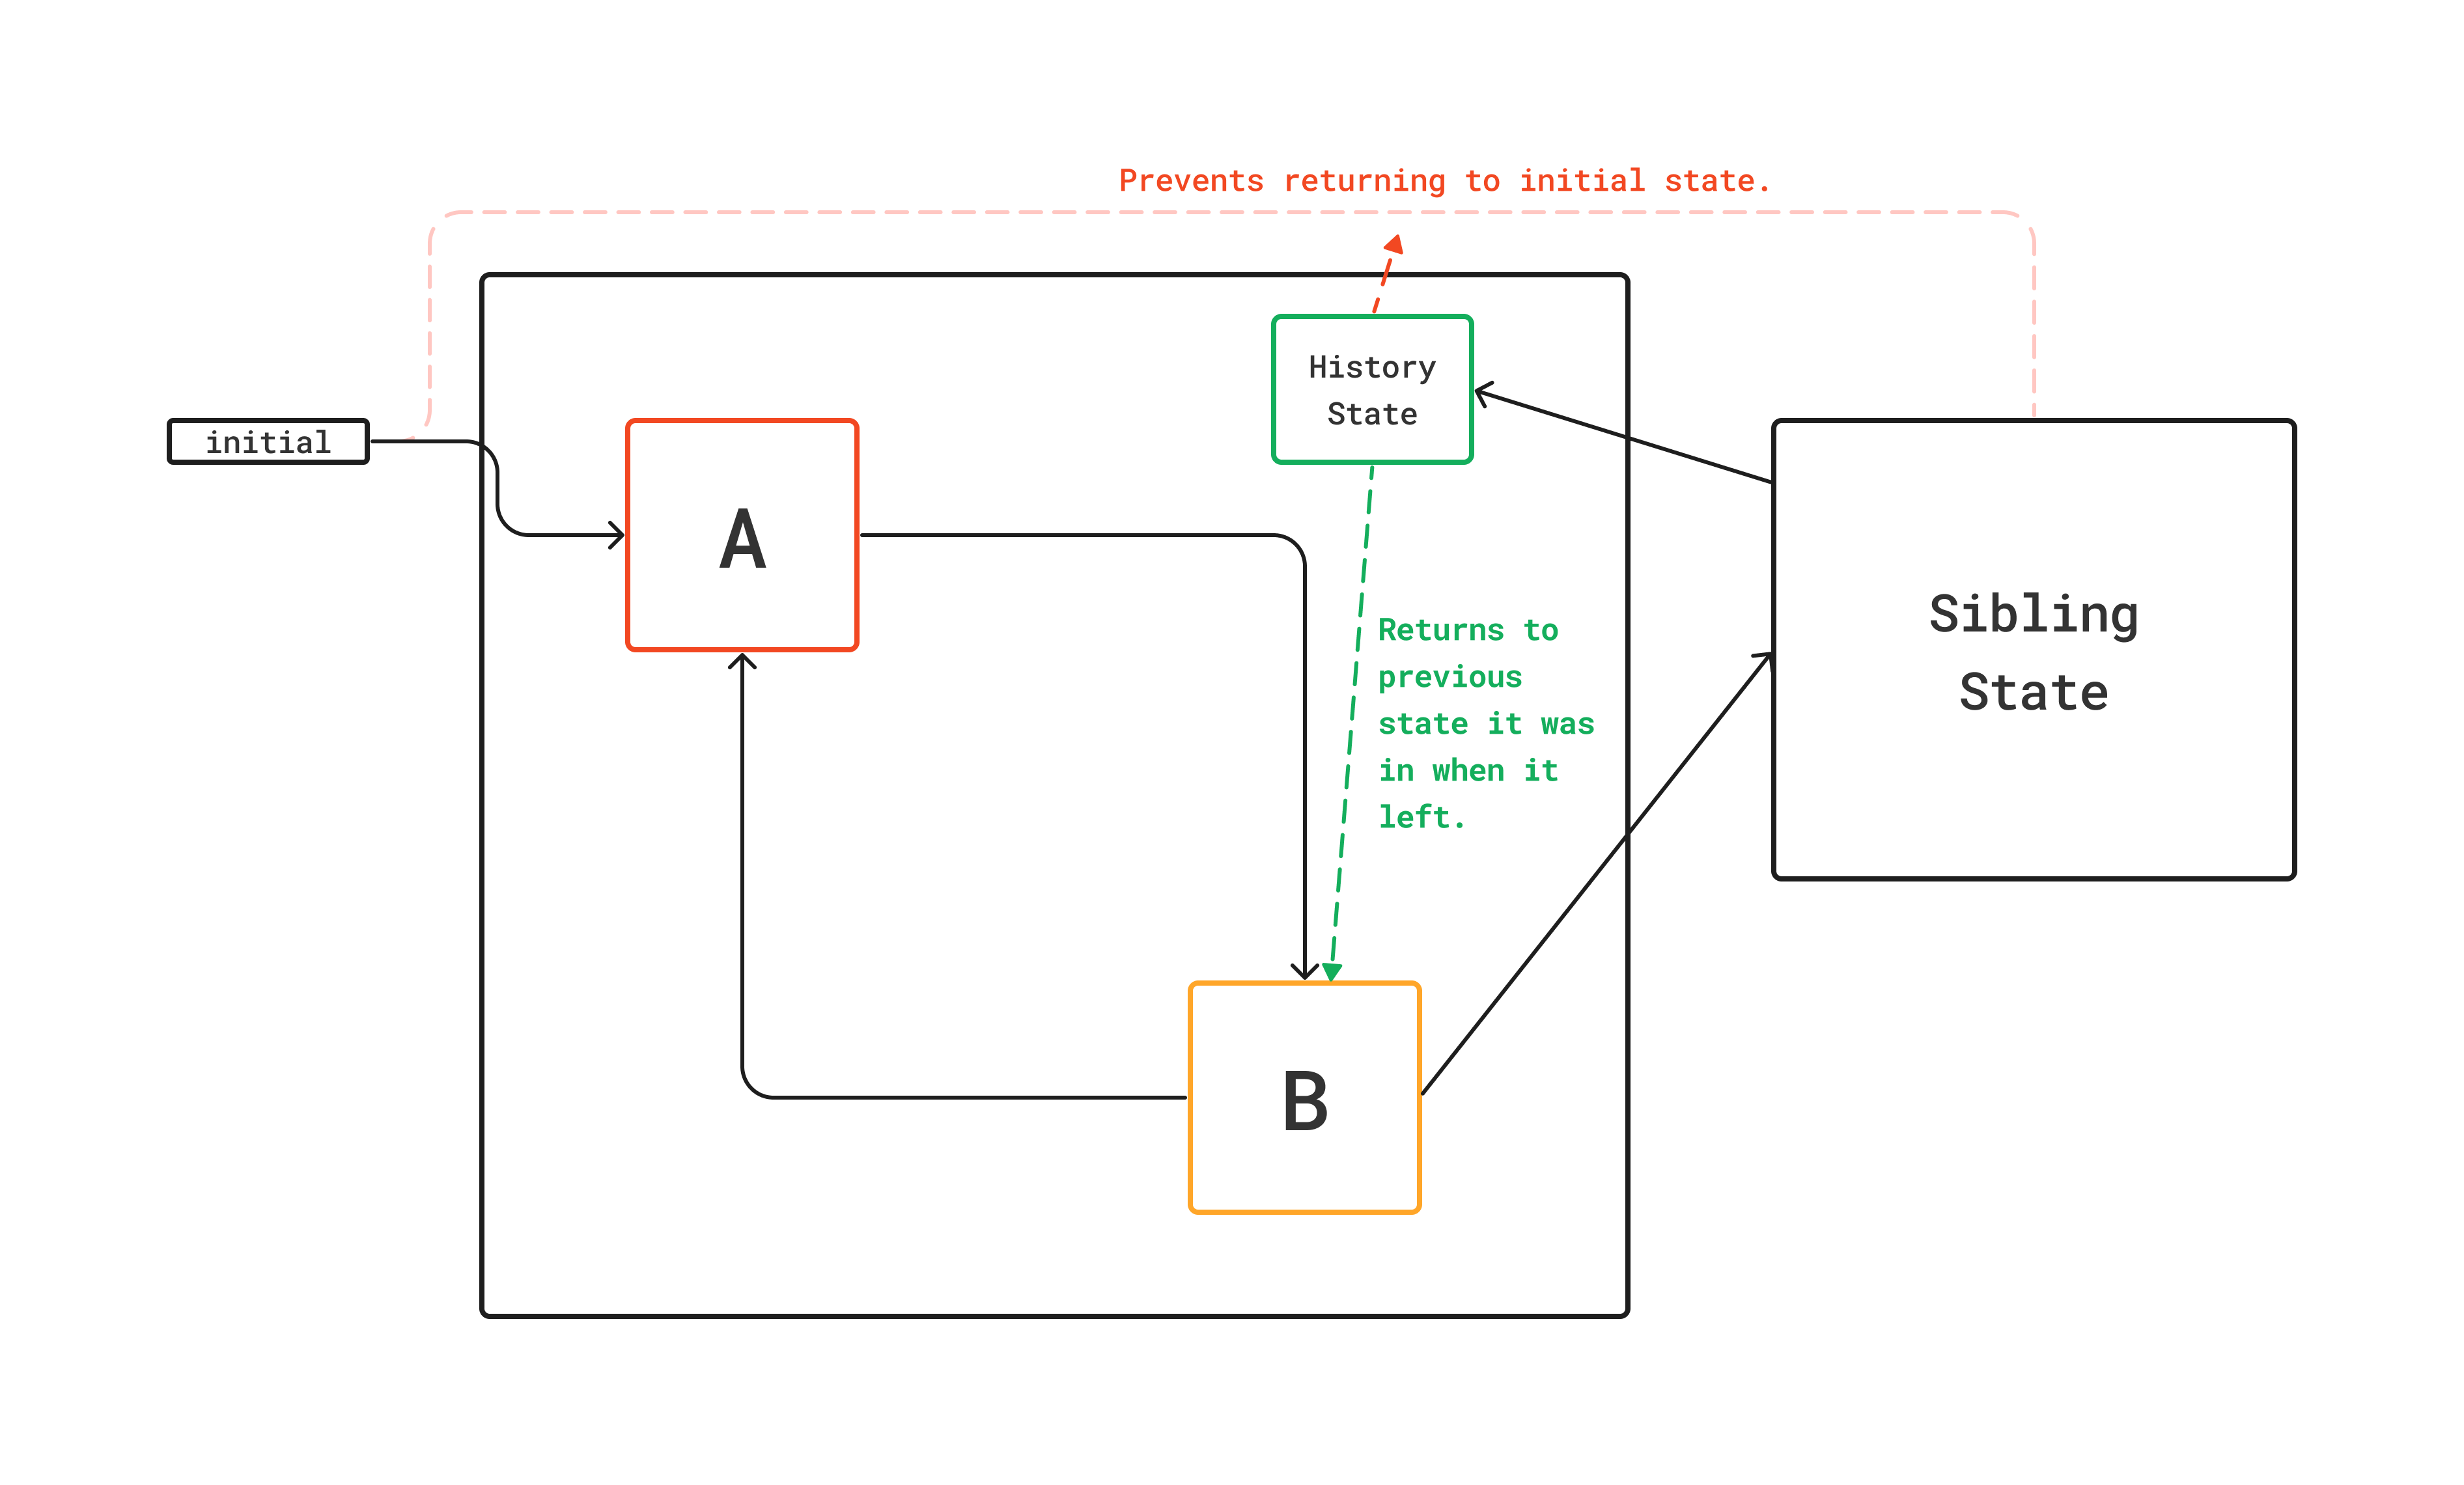 Prevents returning to initial state.
History
State
initial
A
Returns to
previous
state it was
in when it
left.
Sibling
State
B